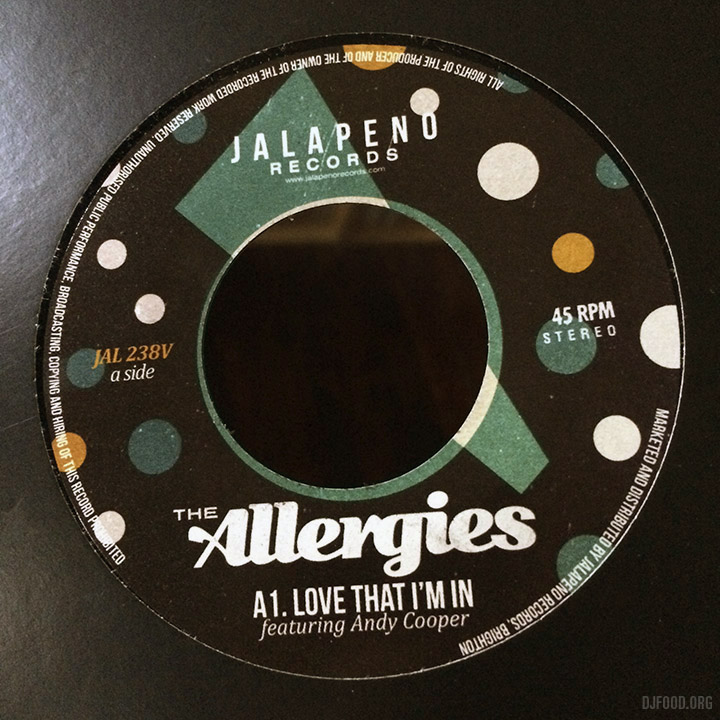 JALAPENO
RECORDS
www.jalapenorecords.com
45 RPM
STEREO
JAL 238V
a side
THE
Allergies
A1. LOVE THAT I'M IN
featuring Andy Cooper
ALL RIGHTS OF THE PRODUCER AND OF THE OWNER OF THE RECORDED WORK RESERVED. UNAUTHORISED PUBLIC PERFORMANCE, BROADCASTING, COPYING AND HIRING OF THIS RECORD PROHIBITED
MARKETED AND DISTRIBUTED BY JALAPENO RECORDS, BRIGHTON
DJFOOD.ORG